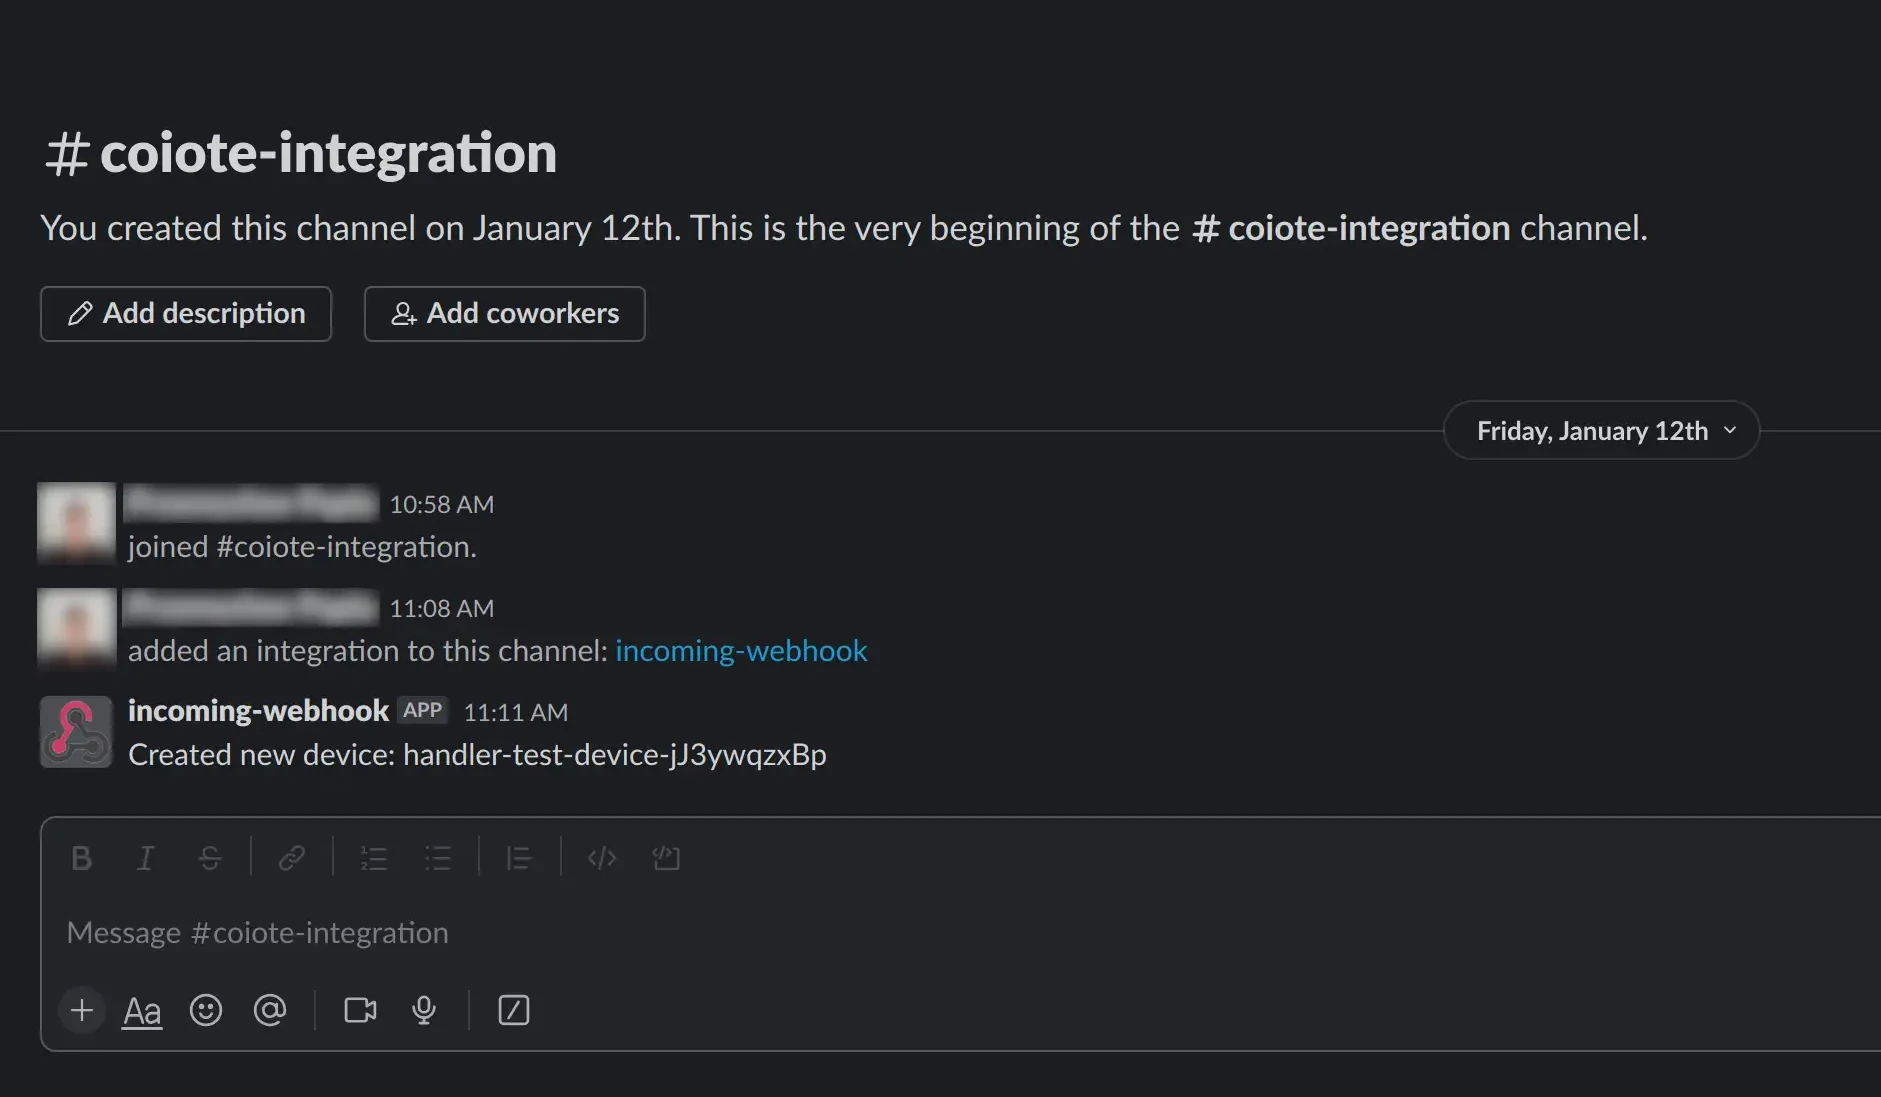 # coiote-integration
You created this channel on January 12th. This is the very beginning of the # coiote-integration channel.
Add description
Add coworkers
Friday, January 12th
10:58 AM
joined #coiote-integration.
11:08 AM
added an integration to this channel: incoming-webhook
incoming-webhook APP 11:11 AM
Created new device: handler-test-device-jJ3ywqzxBp
Message #coiote-integration
Aa